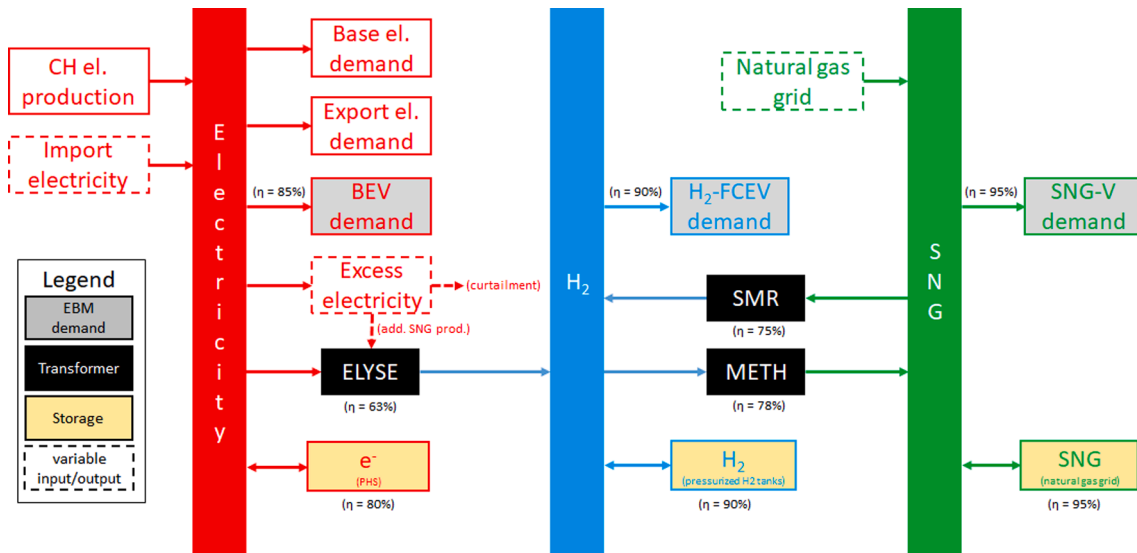 CH el.
production
Import
electricity
Legend
EBM
demand
Transformer
Storage
variable
input/output
Electricity
Base el.
demand
Export el.
demand
(η = 85%)
BEV
demand
Excess
electricity
(curtailment)
(add. SNG prod.)
ELYSE
(η = 63%)
e-
(PHS)
(η = 80%)
H2
(η = 90%)
H2-FCEV
demand
SMR
(η = 75%)
METH
(η = 78%)
H2
(pressurized H2 tanks)
(η = 90%)
Natural gas
grid
SNG
(η = 95%)
SNG-V
demand
SNG
(natural gas grid)
(η = 95%)